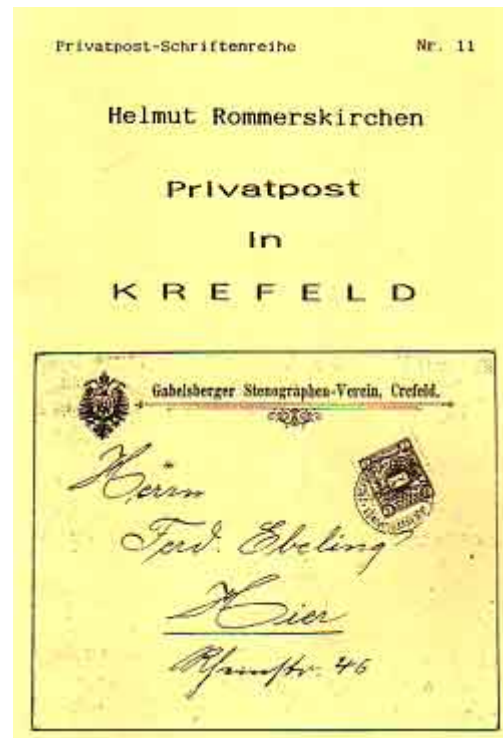 Privatpost-Schriftenreihe Nr. 11
Helmut Rommerskirchen
Privatpost
in
KREFELD
Gabelsberger Stenographen-Verein, Crefeld.
Herrn
Ferd. Ebeling
Hier
Rheinstr. 46